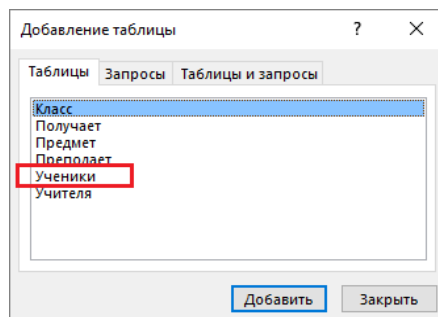 Добавление таблицы ? ×
Таблицы Запросы Таблицы и запросы
Класс
Получает
Предмет
Преподает
Ученики
Учителя
Добавить Закрыть